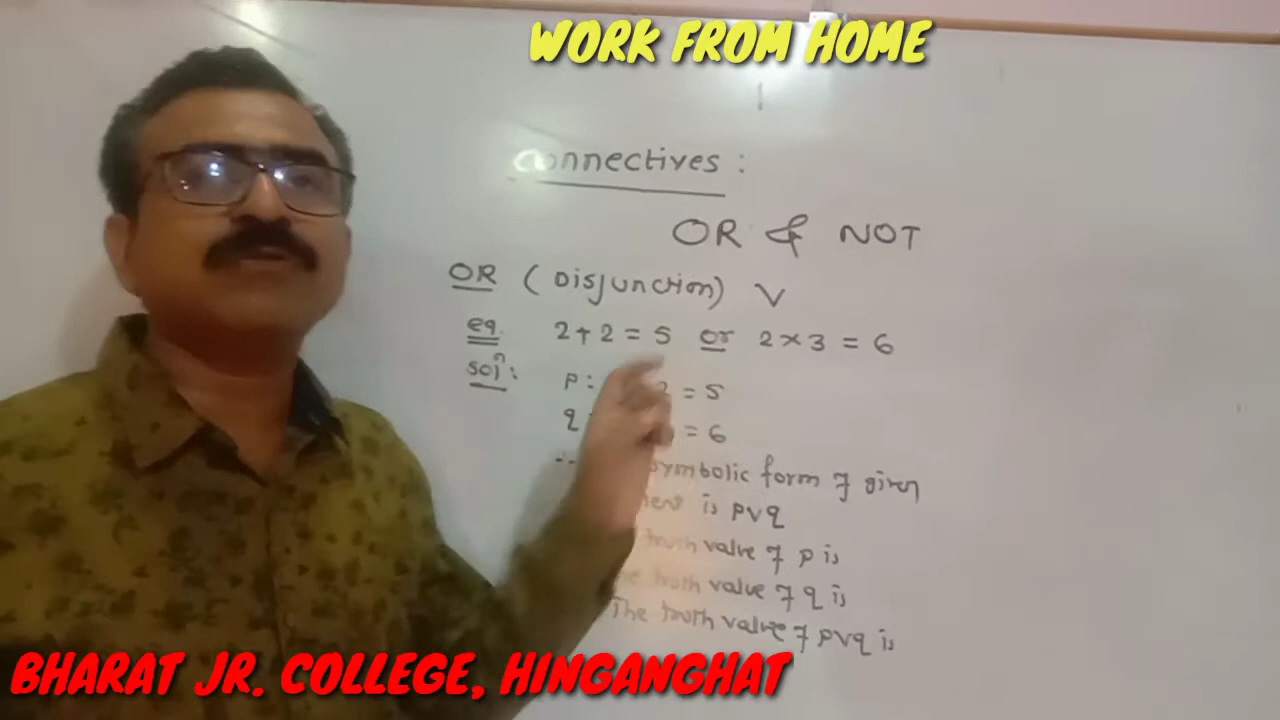 WORK FROM HOME
Connectives :
OR & NOT
OR ( Disjunction) ∨
eg. 2+2 = 5 or 2×3 = 6
Solⁿ: p: 2 = 5
q = 6
symbolic form of given
is p∨q
truth value of p is
truth value of q is
The truth value of p∨q is
BHARAT JR. COLLEGE, HINGANGHAT